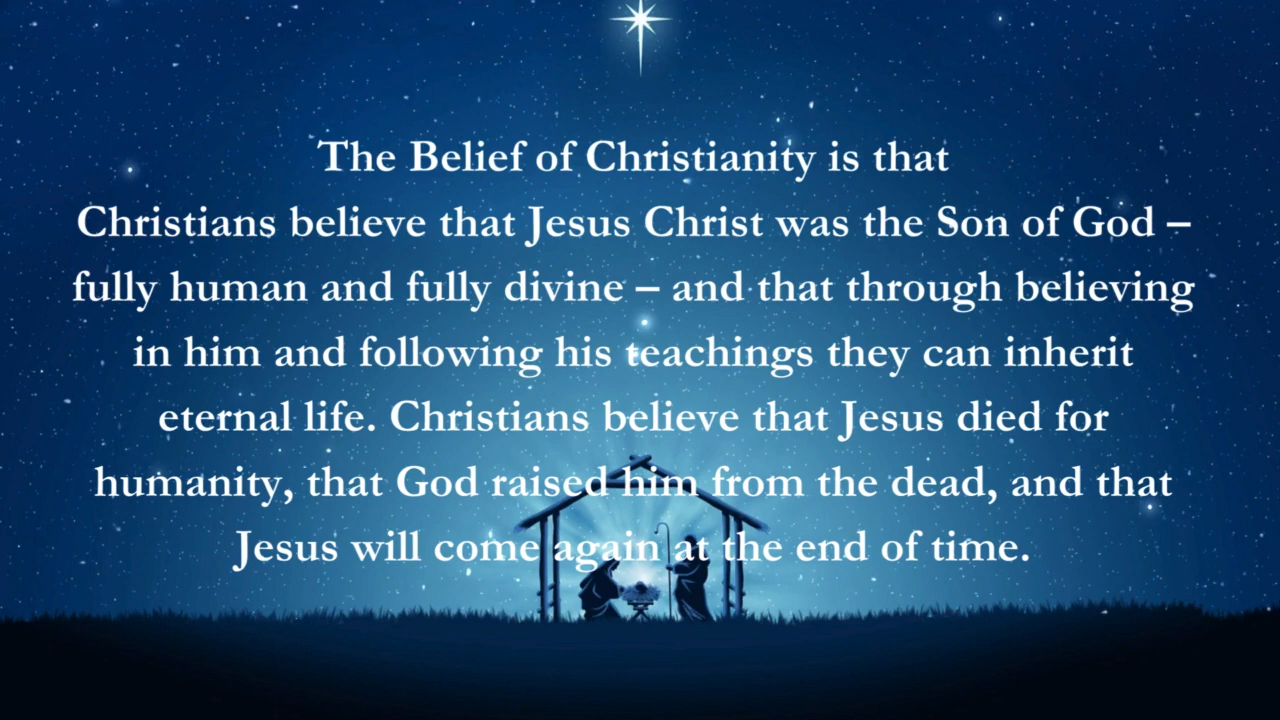 The Belief of Christianity is that
Christians believe that Jesus Christ was the Son of God –
fully human and fully divine – and that through believing
in him and following his teachings they can inherit
eternal life. Christians believe that Jesus died for
humanity, that God raised him from the dead, and that
Jesus will come again at the end of time.